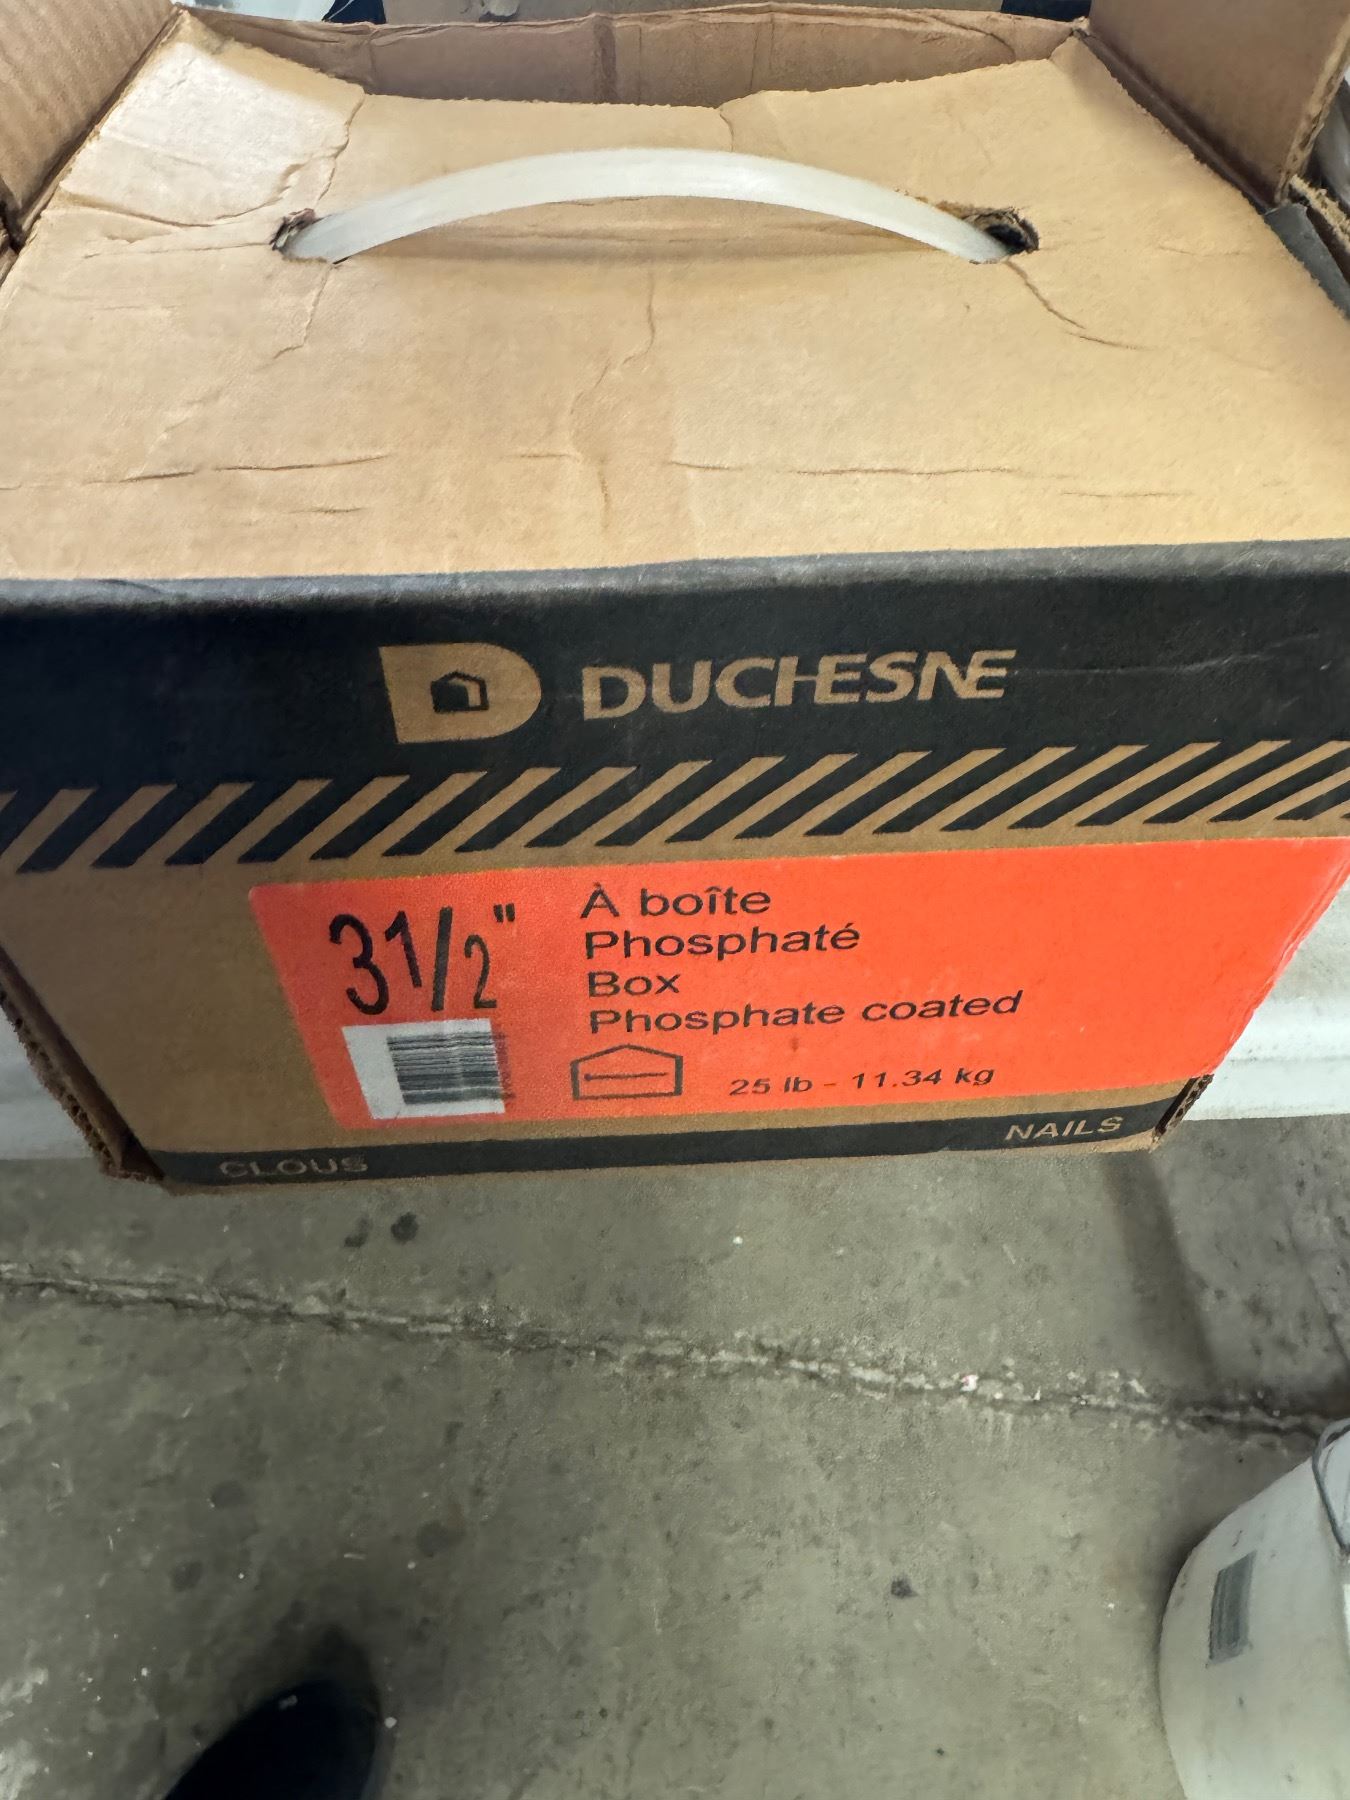 DUCHESNE
3 1/2"
À boîte
Phosphaté
Box
Phosphate coated
25 lb - 11.34 kg
CLOUS
NAILS